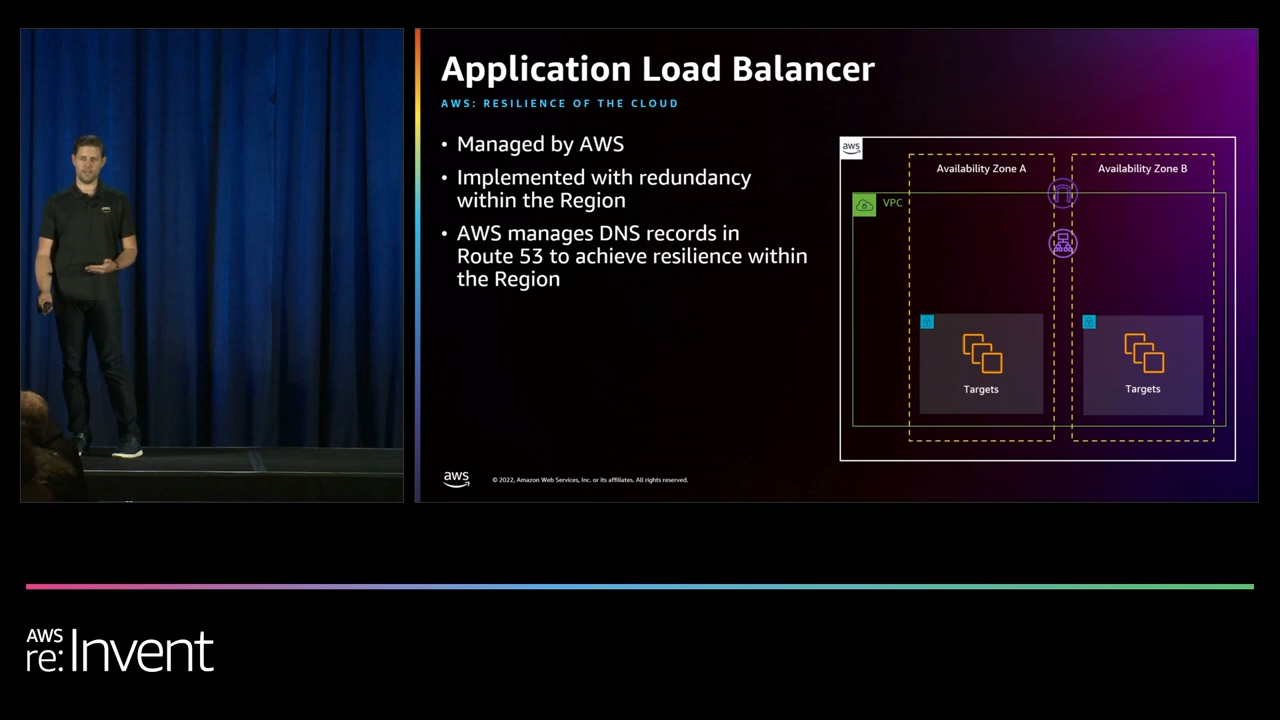 Application Load Balancer
AWS: RESILIENCE OF THE CLOUD
• Managed by AWS
• Implemented with redundancy
within the Region
• AWS manages DNS records in
Route 53 to achieve resilience within
the Region
aws
Availability Zone A
Availability Zone B
VPC
Targets
Targets
aws
© 2022, Amazon Web Services, Inc. or its affiliates. All rights reserved.
AWS
re:Invent